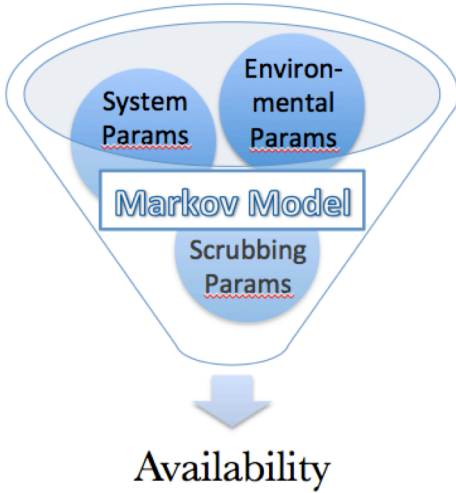 System
Params
Environ-
mental
Params
Markov Model
Scrubbing
Params
Availability